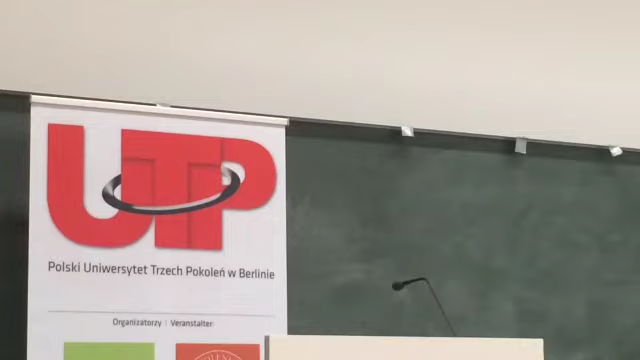 UTP
Polski Uniwersytet Trzech Pokoleń w Berlinie
Organizatorzy | Veranstalter